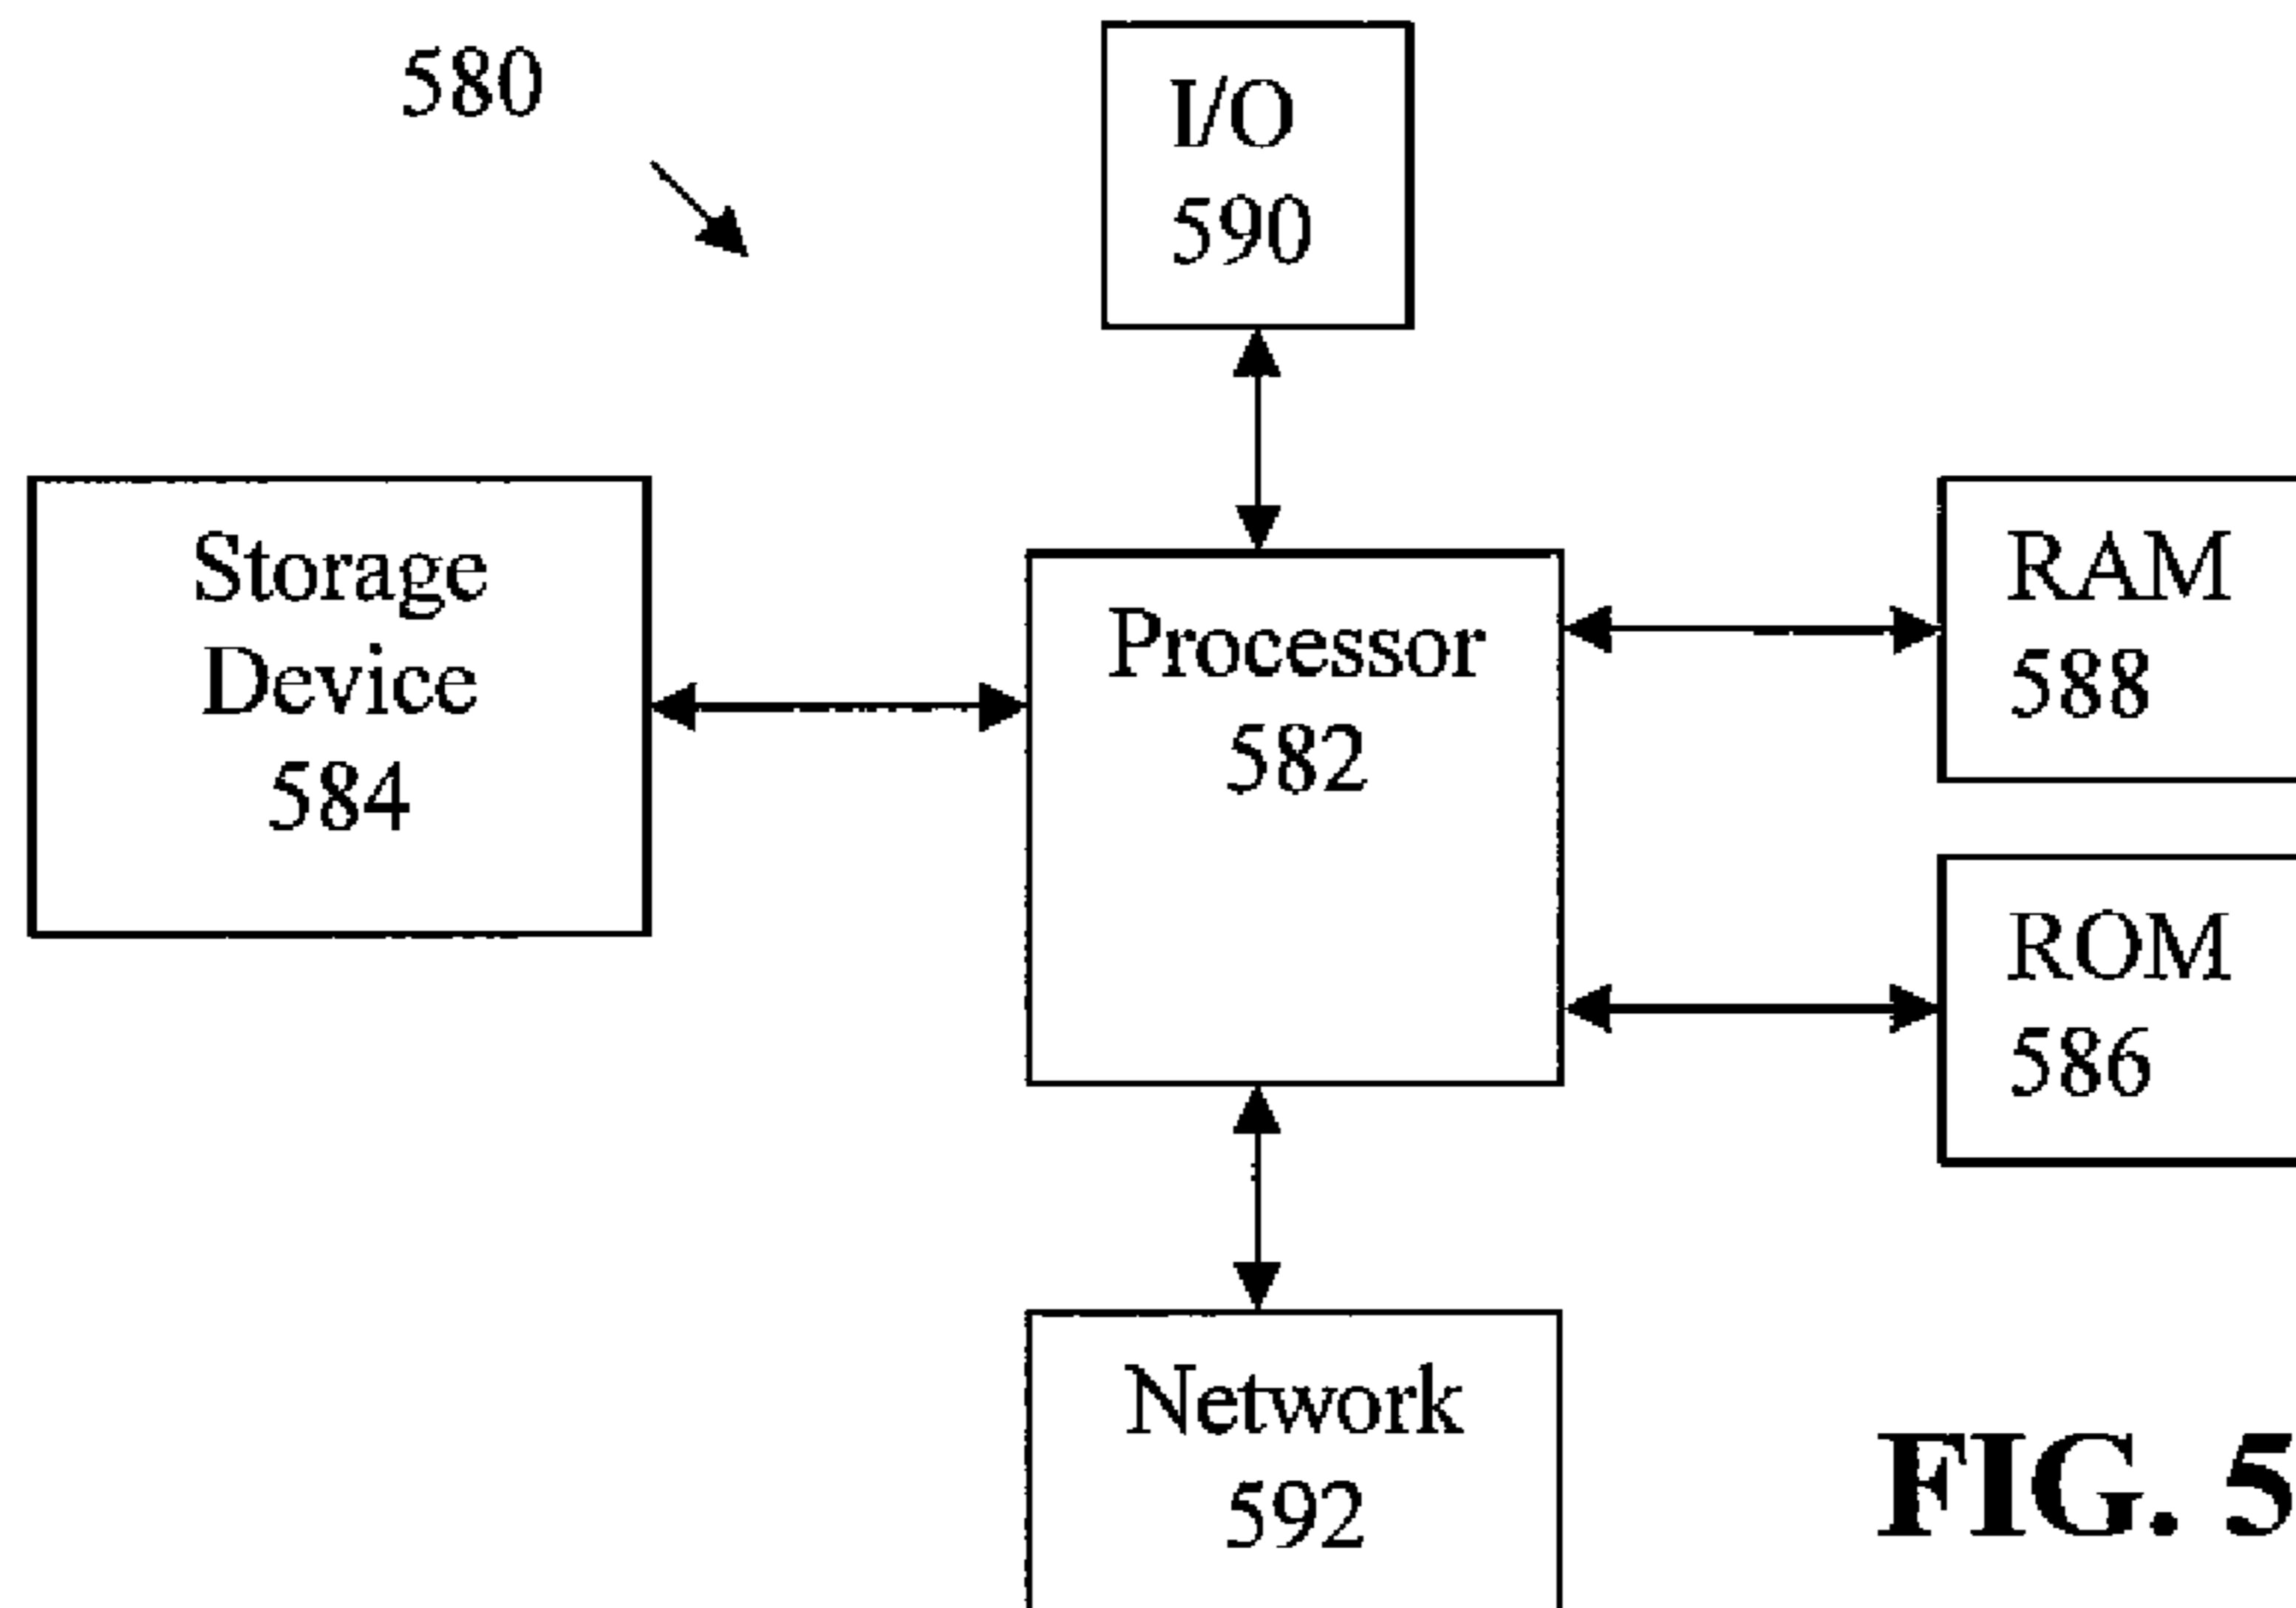 580
I/O
590
Storage
Device
584
Processor
582
RAM
588
ROM
586
Network
592
FIG. 5